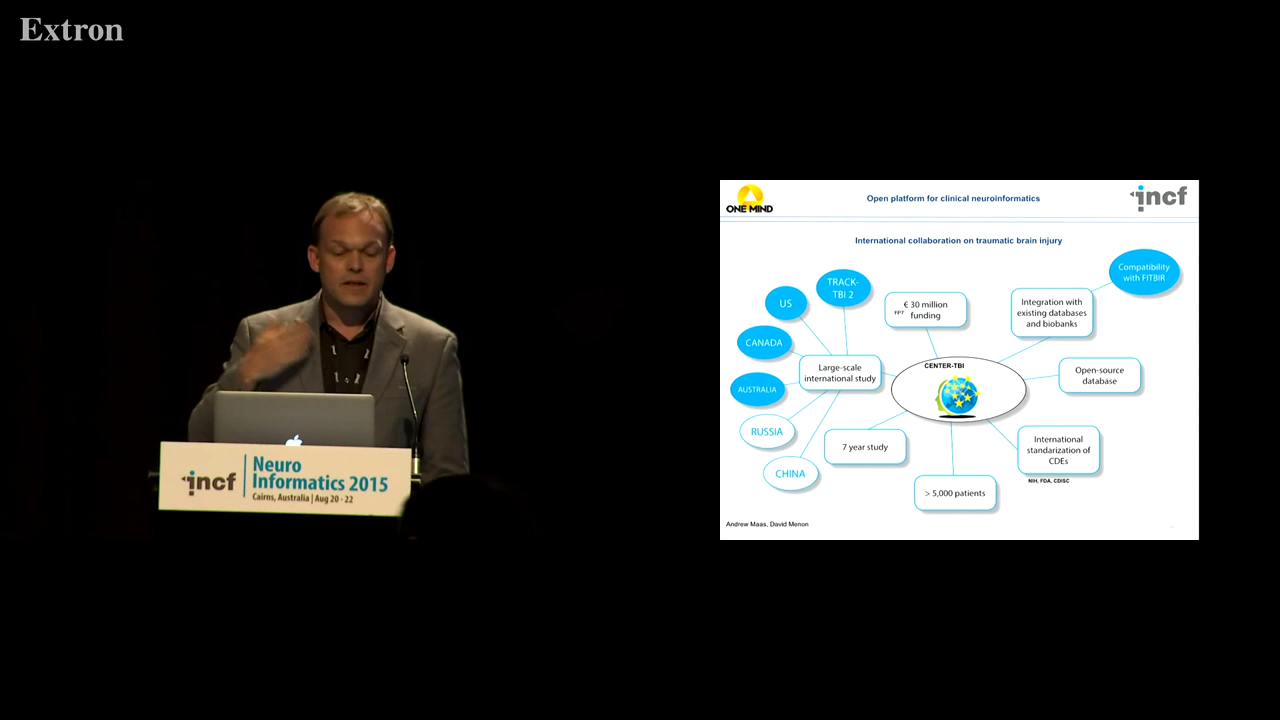 Extron
incf
Neuro
Informatics 2015
Cairns, Australia | Aug 20 - 22
ONE MIND
Open platform for clinical neuroinformatics
incf
International collaboration on traumatic brain injury
Compatibility
with FITBIR
TRACK-
TBI 2
US
€ 30 million
FP7
funding
Integration with
existing databases
and biobanks
CANADA
Large-scale
international study
CENTER-TBI
Open-source
database
AUSTRALIA
RUSSIA
7 year study
International
standarization of
CDEs
NIH, FDA, CDISC
CHINA
> 5,000 patients
Andrew Maas, David Menon